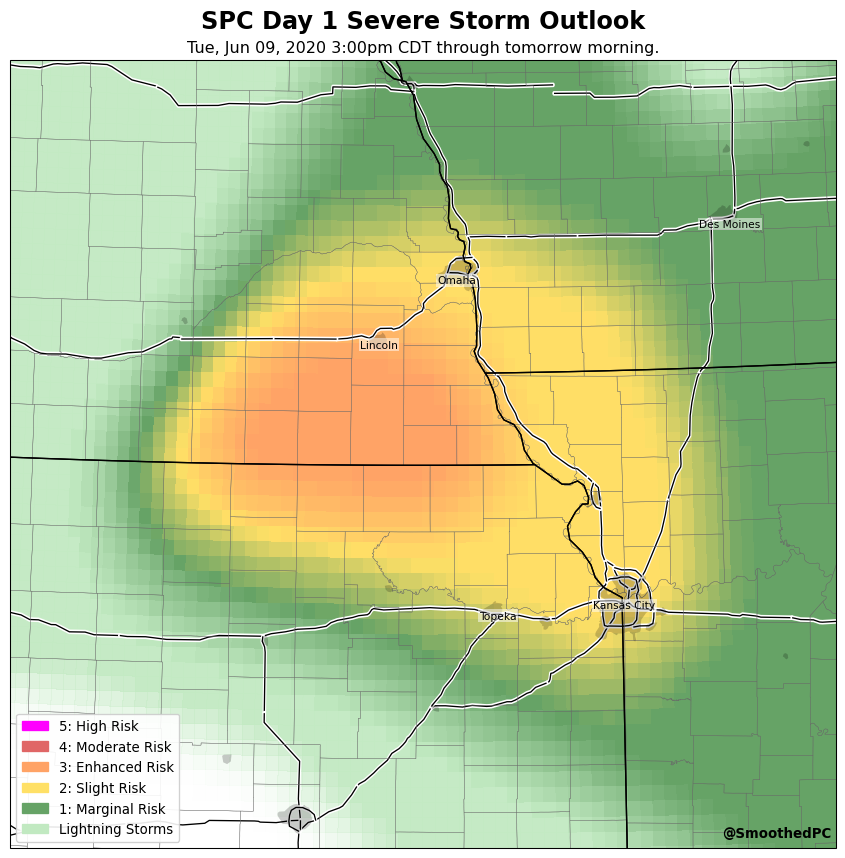 SPC Day 1 Severe Storm Outlook
Tue, Jun 09, 2020 3:00pm CDT through tomorrow morning.
Des Moines
Omaha
Lincoln
Kansas City
Topeka
5: High Risk
4: Moderate Risk
3: Enhanced Risk
2: Slight Risk
1: Marginal Risk
Lightning Storms
@SmoothedPC